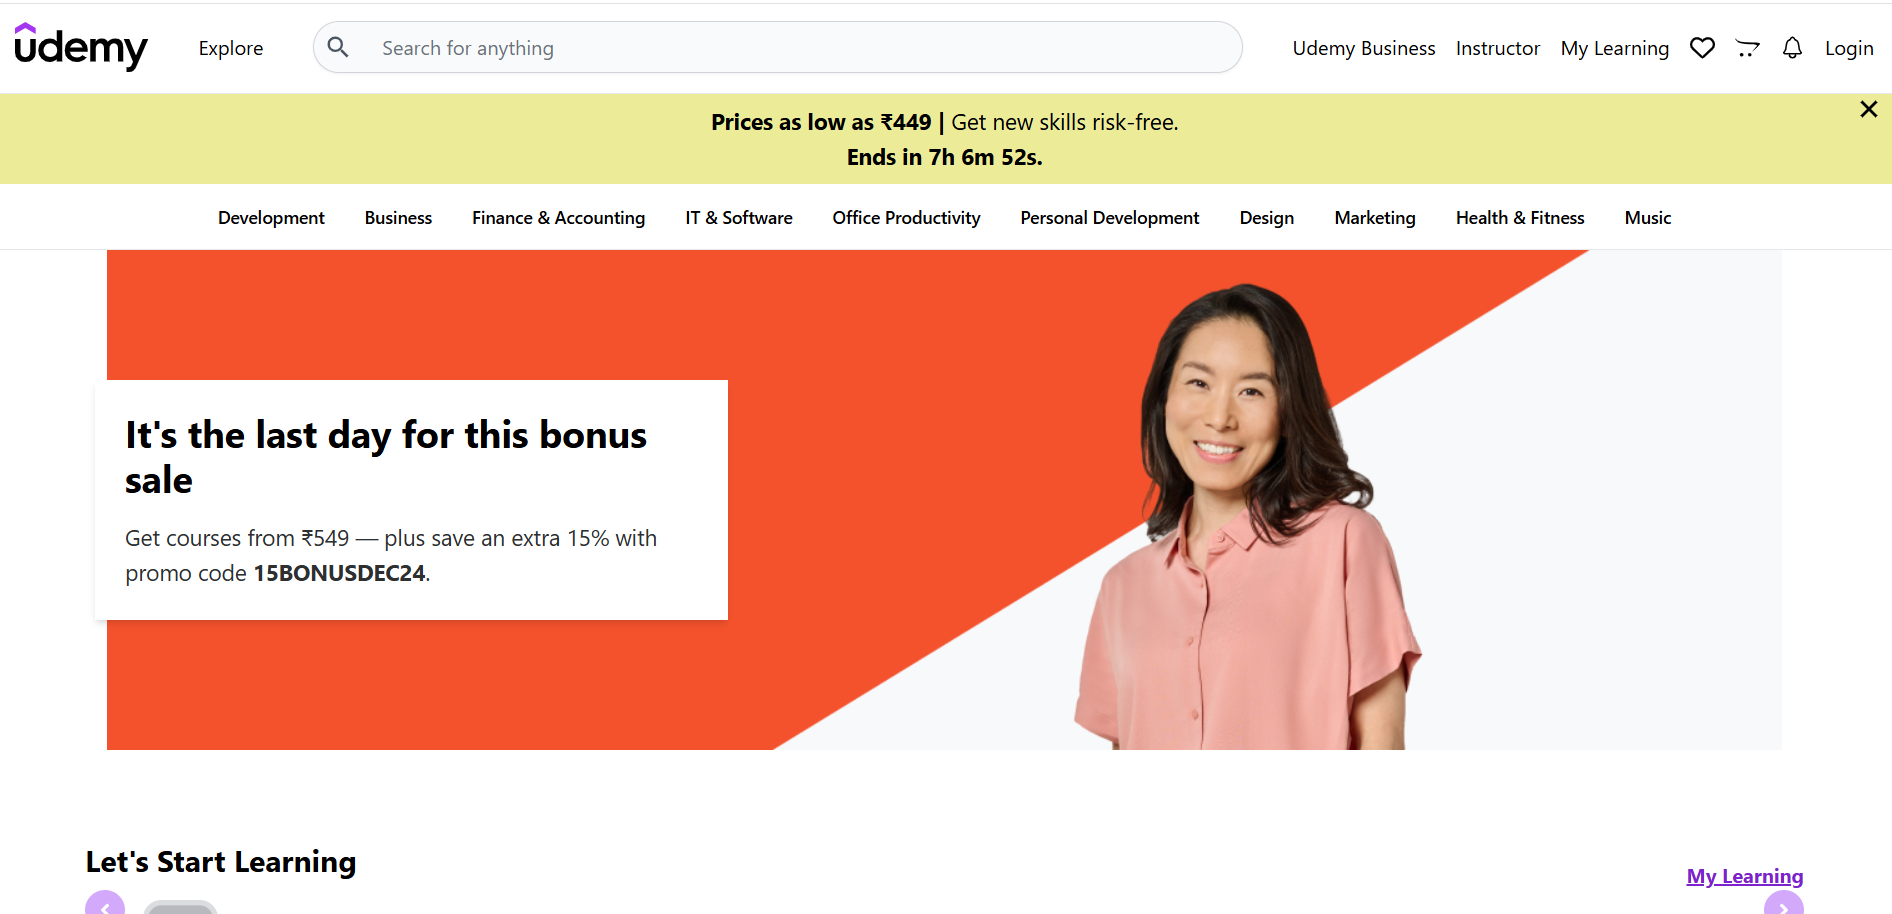 udemy
Explore
Search for anything
Udemy Business
Instructor
My Learning
Login
Prices as low as ₹449 | Get new skills risk-free.
Ends in 7h 6m 52s.
Development
Business
Finance & Accounting
IT & Software
Office Productivity
Personal Development
Design
Marketing
Health & Fitness
Music
It's the last day for this bonus
sale
Get courses from ₹549 — plus save an extra 15% with
promo code 15BONUSDEC24.
Let's Start Learning
My Learning